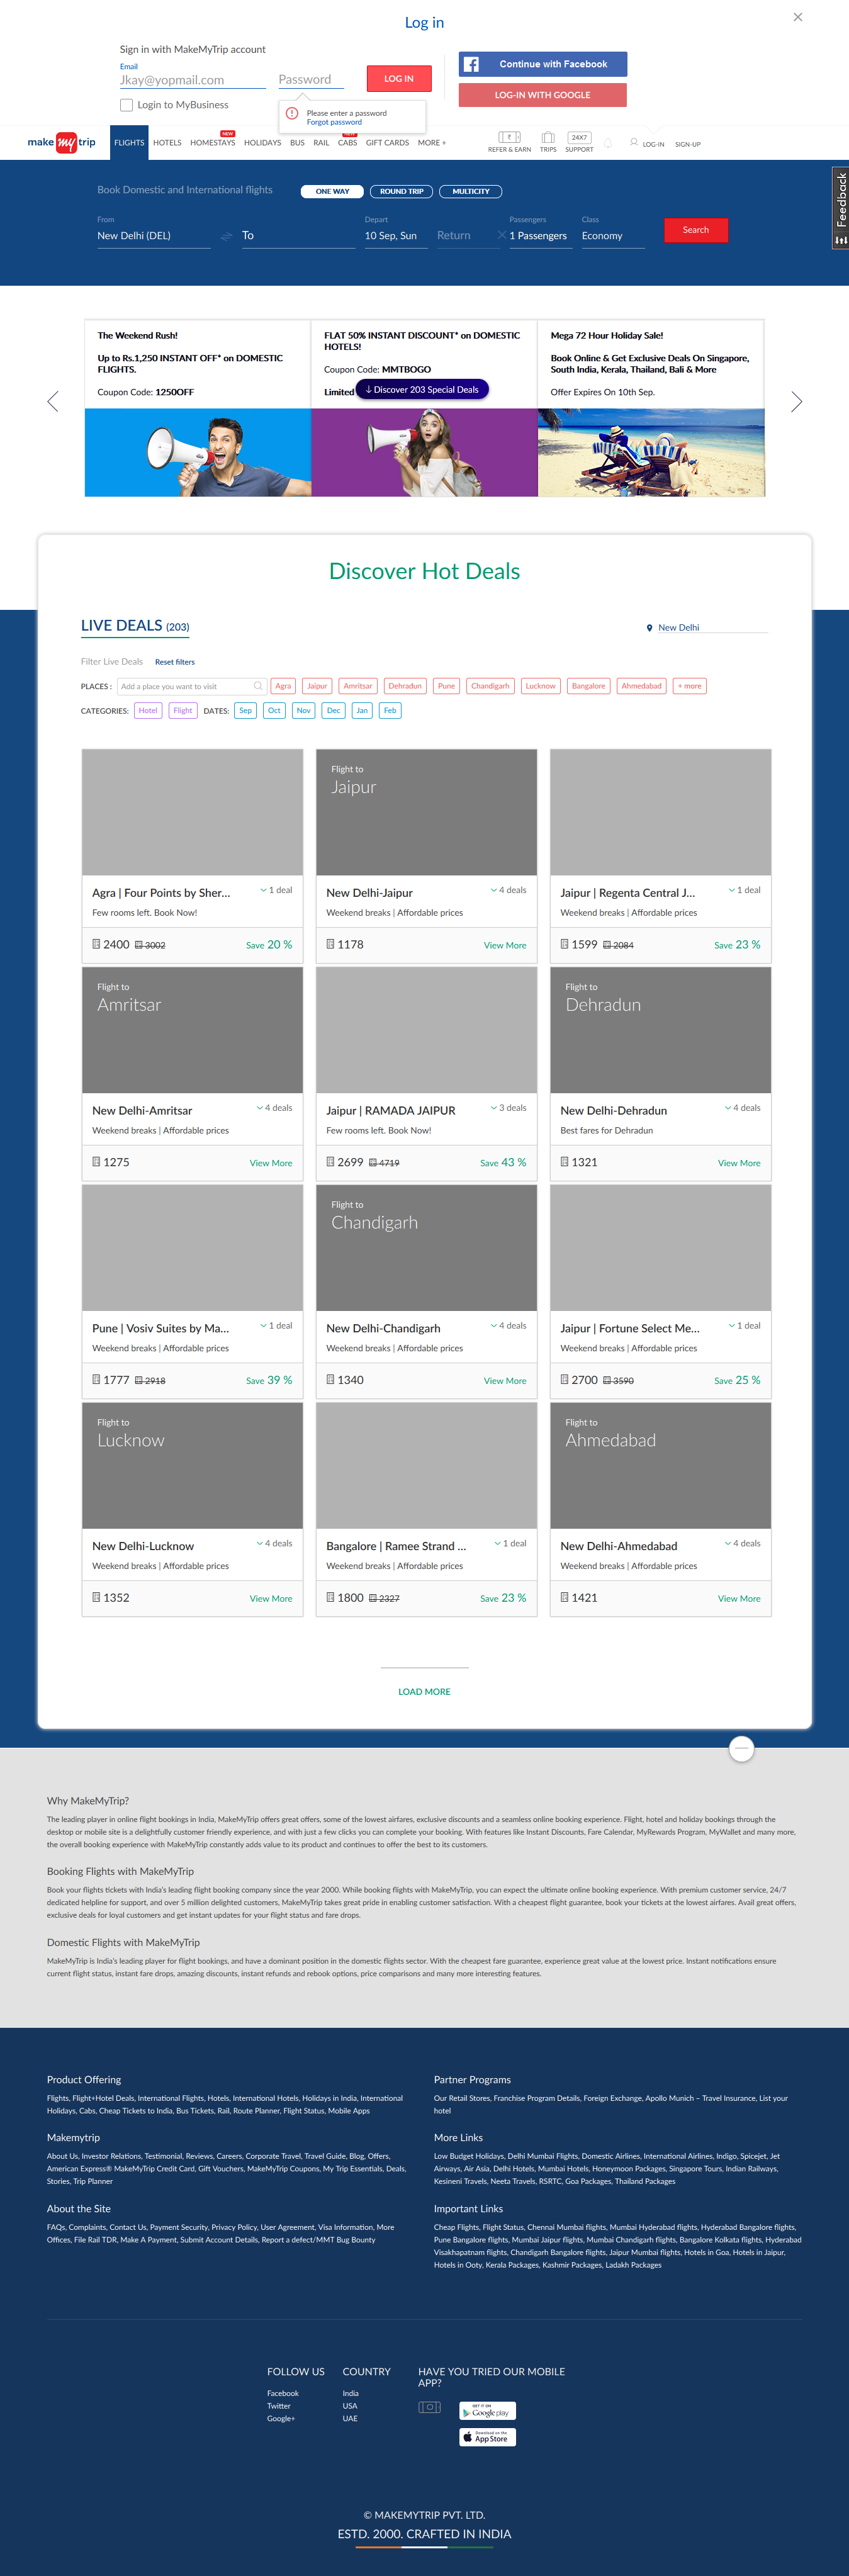 Log in
Sign in with MakeMyTrip account
Email
Jkay@yopmail.com
Password
LOG IN
Login to MyBusiness
Please enter a password
Forgot password
Continue with Facebook
LOG-IN WITH GOOGLE
make my trip
FLIGHTS
HOTELS
HOMESTAYS
NEW
HOLIDAYS
BUS
RAIL
CABS
GIFT CARDS
MORE +
REFER & EARN
TRIPS
24X7
SUPPORT
LOG-IN
SIGN-UP
Feedback
Book Domestic and International flights
ONE WAY
ROUND TRIP
MULTICITY
From
New Delhi (DEL)
To
Depart
10 Sep, Sun
Return
Passengers
1 Passengers
Class
Economy
Search
The Weekend Rush!
Up to Rs.1,250 INSTANT OFF* on DOMESTIC
FLIGHTS.
Coupon Code: 1250OFF
FLAT 50% INSTANT DISCOUNT* on DOMESTIC
HOTELS!
Coupon Code: MMTBOGO
Limited
↓ Discover 203 Special Deals
Mega 72 Hour Holiday Sale!
Book Online & Get Exclusive Deals On Singapore,
South India, Kerala, Thailand, Bali & More
Offer Expires On 10th Sep.
Discover Hot Deals
LIVE DEALS (203)
New Delhi
Filter Live Deals
Reset filters
PLACES :
Add a place you want to visit
Agra
Jaipur
Amritsar
Dehradun
Pune
Chandigarh
Lucknow
Bangalore
Ahmedabad
+ more
CATEGORIES:
Hotel
Flight
DATES:
Sep
Oct
Nov
Dec
Jan
Feb
Agra | Four Points by Sher...
1 deal
Few rooms left. Book Now!
2400 3002
Save 20 %
Flight to
Jaipur
New Delhi-Jaipur
4 deals
Weekend breaks | Affordable prices
1178
View More
Jaipur | Regenta Central J...
1 deal
Weekend breaks | Affordable prices
1599 2084
Save 23 %
Flight to
Amritsar
New Delhi-Amritsar
4 deals
Weekend breaks | Affordable prices
1275
View More
Jaipur | RAMADA JAIPUR
3 deals
Few rooms left. Book Now!
2699 4719
Save 43 %
Flight to
Dehradun
New Delhi-Dehradun
4 deals
Best fares for Dehradun
1321
View More
Pune | Vosiv Suites by Ma...
1 deal
Weekend breaks | Affordable prices
1777 2918
Save 39 %
Flight to
Chandigarh
New Delhi-Chandigarh
4 deals
Weekend breaks | Affordable prices
1340
View More
Jaipur | Fortune Select Me...
1 deal
Weekend breaks | Affordable prices
2700 3590
Save 25 %
Flight to
Lucknow
New Delhi-Lucknow
4 deals
Weekend breaks | Affordable prices
1352
View More
Bangalore | Ramee Strand ...
1 deal
Weekend breaks | Affordable prices
1800 2327
Save 23 %
Flight to
Ahmedabad
New Delhi-Ahmedabad
4 deals
Weekend breaks | Affordable prices
1421
View More
LOAD MORE
Why MakeMyTrip?
The leading player in online flight bookings in India, MakeMyTrip offers great offers, some of the lowest airfares, exclusive discounts and a seamless online booking experience. Flight, hotel and holiday bookings through the
desktop or mobile site is a delightfully customer friendly experience, and with just a few clicks you can complete your booking. With features like Instant Discounts, Fare Calendar, MyRewards Program, MyWallet and many more,
the overall booking experience with MakeMyTrip constantly adds value to its product and continues to offer the best to its customers.
Booking Flights with MakeMyTrip
Book your flights tickets with India's leading flight booking company since the year 2000. While booking flights with MakeMyTrip, you can expect the ultimate online booking experience. With premium customer service, 24/7
dedicated helpline for support, and over 5 million delighted customers, MakeMyTrip takes great pride in enabling customer satisfaction. With a cheapest flight guarantee, book your tickets at the lowest airfares. Avail great offers,
exclusive deals for loyal customers and get instant updates for your flight status and fare drops.
Domestic Flights with MakeMyTrip
MakeMyTrip is India's leading player for flight bookings, and have a dominant position in the domestic flights sector. With the cheapest fare guarantee, experience great value at the lowest price. Instant notifications ensure
current flight status, instant fare drops, amazing discounts, instant refunds and rebook options, price comparisons and many more interesting features.
Product Offering
Flights, Flight+Hotel Deals, International Flights, Hotels, International Hotels, Holidays in India, International
Holidays, Cabs, Cheap Tickets to India, Bus Tickets, Rail, Route Planner, Flight Status, Mobile Apps
Partner Programs
Our Retail Stores, Franchise Program Details, Foreign Exchange, Apollo Munich – Travel Insurance, List your
hotel
Makemytrip
About Us, Investor Relations, Testimonial, Reviews, Careers, Corporate Travel, Travel Guide, Blog, Offers,
American Express® MakeMyTrip Credit Card, Gift Vouchers, MakeMyTrip Coupons, My Trip Essentials, Deals,
Stories, Trip Planner
More Links
Low Budget Holidays, Delhi Mumbai Flights, Domestic Airlines, International Airlines, Indigo, Spicejet, Jet
Airways, Air Asia, Delhi Hotels, Mumbai Hotels, Honeymoon Packages, Singapore Tours, Indian Railways,
Kesineni Travels, Neeta Travels, RSRTC, Goa Packages, Thailand Packages
About the Site
FAQs, Complaints, Contact Us, Payment Security, Privacy Policy, User Agreement, Visa Information, More
Offices, File Rail TDR, Make A Payment, Submit Account Details, Report a defect/MMT Bug Bounty
Important Links
Cheap Flights, Flight Status, Chennai Mumbai flights, Mumbai Hyderabad flights, Hyderabad Bangalore flights,
Pune Bangalore flights, Mumbai Jaipur flights, Mumbai Chandigarh flights, Bangalore Kolkata flights, Hyderabad
Visakhapatnam flights, Chandigarh Bangalore flights, Jaipur Mumbai flights, Hotels in Goa, Hotels in Jaipur,
Hotels in Ooty, Kerala Packages, Kashmir Packages, Ladakh Packages
FOLLOW US
Facebook
Twitter
Google+
COUNTRY
India
USA
UAE
HAVE YOU TRIED OUR MOBILE
APP?
GET IT ON
Google play
Download on the
App Store
© MAKEMYTRIP PVT. LTD.
ESTD. 2000. CRAFTED IN INDIA